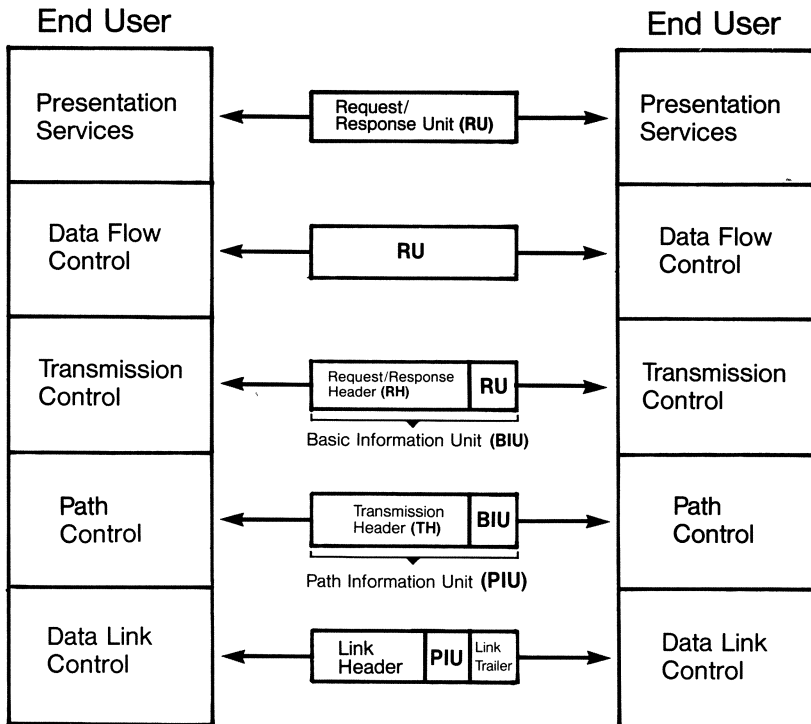 End User
End User
Presentation
Services
Request/
Response Unit (RU)
Presentation
Services
Data Flow
Control
RU
Data Flow
Control
Transmission
Control
Request/Response
Header (RH)
RU
Transmission
Control
Basic Information Unit (BIU)
Path
Control
Transmission
Header (TH)
BIU
Path
Control
Path Information Unit (PIU)
Data Link
Control
Link
Header
PIU
Link
Trailer
Data Link
Control